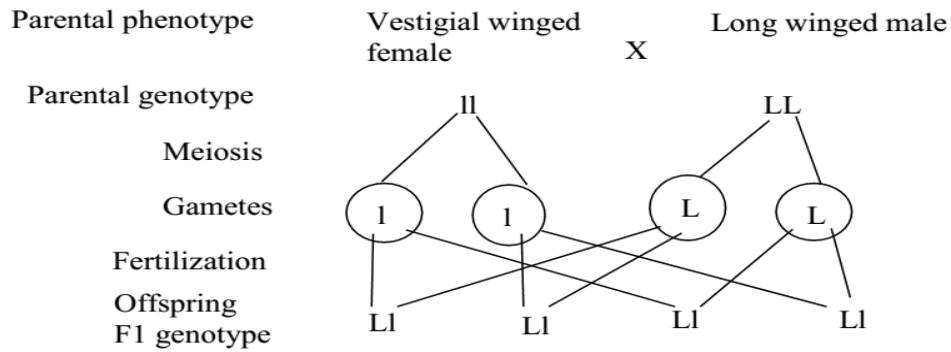 Parental phenotype Vestigial winged female X Long winged male
Parental genotype ll LL
Meiosis
Gametes l l L L
Fertilization
Offspring
F1 genotype Ll Ll Ll Ll